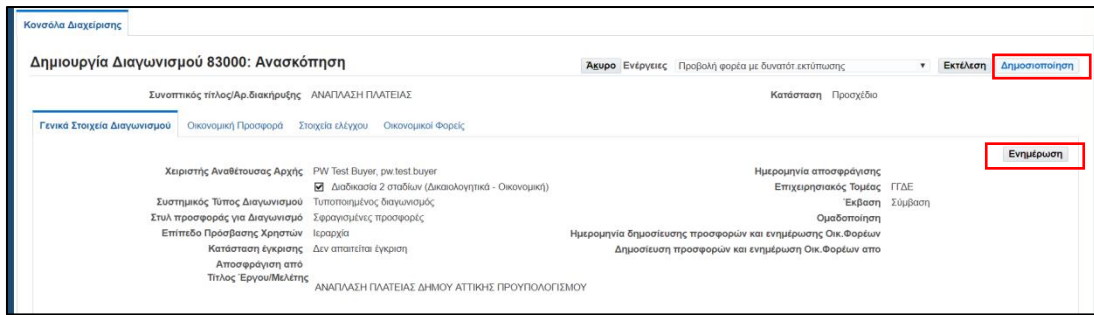 Κονσόλα Διαχείρισης
Δημιουργία Διαγωνισμού 83000: Ανασκόπηση
Άκυρο Ενέργειες Προβολή φορέα με δυνατότ.εκτύπωσης Εκτέλεση Δημοσιοποίηση
Συνοπτικός τίτλος/Αρ.διακήρυξης ΑΝΑΠΛΑΣΗ ΠΛΑΤΕΙΑΣ Κατάσταση Προσχέδιο
Γενικά Στοιχεία Διαγωνισμού Οικονομική Προσφορά Στοιχεία ελέγχου Οικονομικοί Φορείς
Ενημέρωση
Χειριστής Αναθέτουσας Αρχής PW Test Buyer, pw.test.buyer Ημερομηνία αποσφράγισης
Διαδικασία 2 σταδίων (Δικαιολογητικά - Οικονομική) Επιχειρησιακός Τομέας ΓΓΔΕ
Συστημικός Τύπος Διαγωνισμού Τυποποιημένος διαγωνισμός Έκβαση Σύμβαση
Στυλ προσφοράς για Διαγωνισμό Σφραγισμένες προσφορές Ομαδοποίηση
Επίπεδο Πρόσβασης Χρηστών Ιεραρχία Ημερομηνία δημοσίευσης προσφορών και ενημέρωσης Οικ.Φορέων
Κατάσταση έγκρισης Δεν απαιτείται έγκριση Δημοσίευση προσφορών και ενημέρωση Οικ.Φορέων απο
Αποσφράγιση από
Τίτλος Έργου/Μελέτης
ΑΝΑΠΛΑΣΗ ΠΛΑΤΕΙΑΣ ΔΗΜΟΥ ΑΤΤΙΚΗΣ ΠΡΟΥΠΟΛΟΓΙΣΜΟΥ